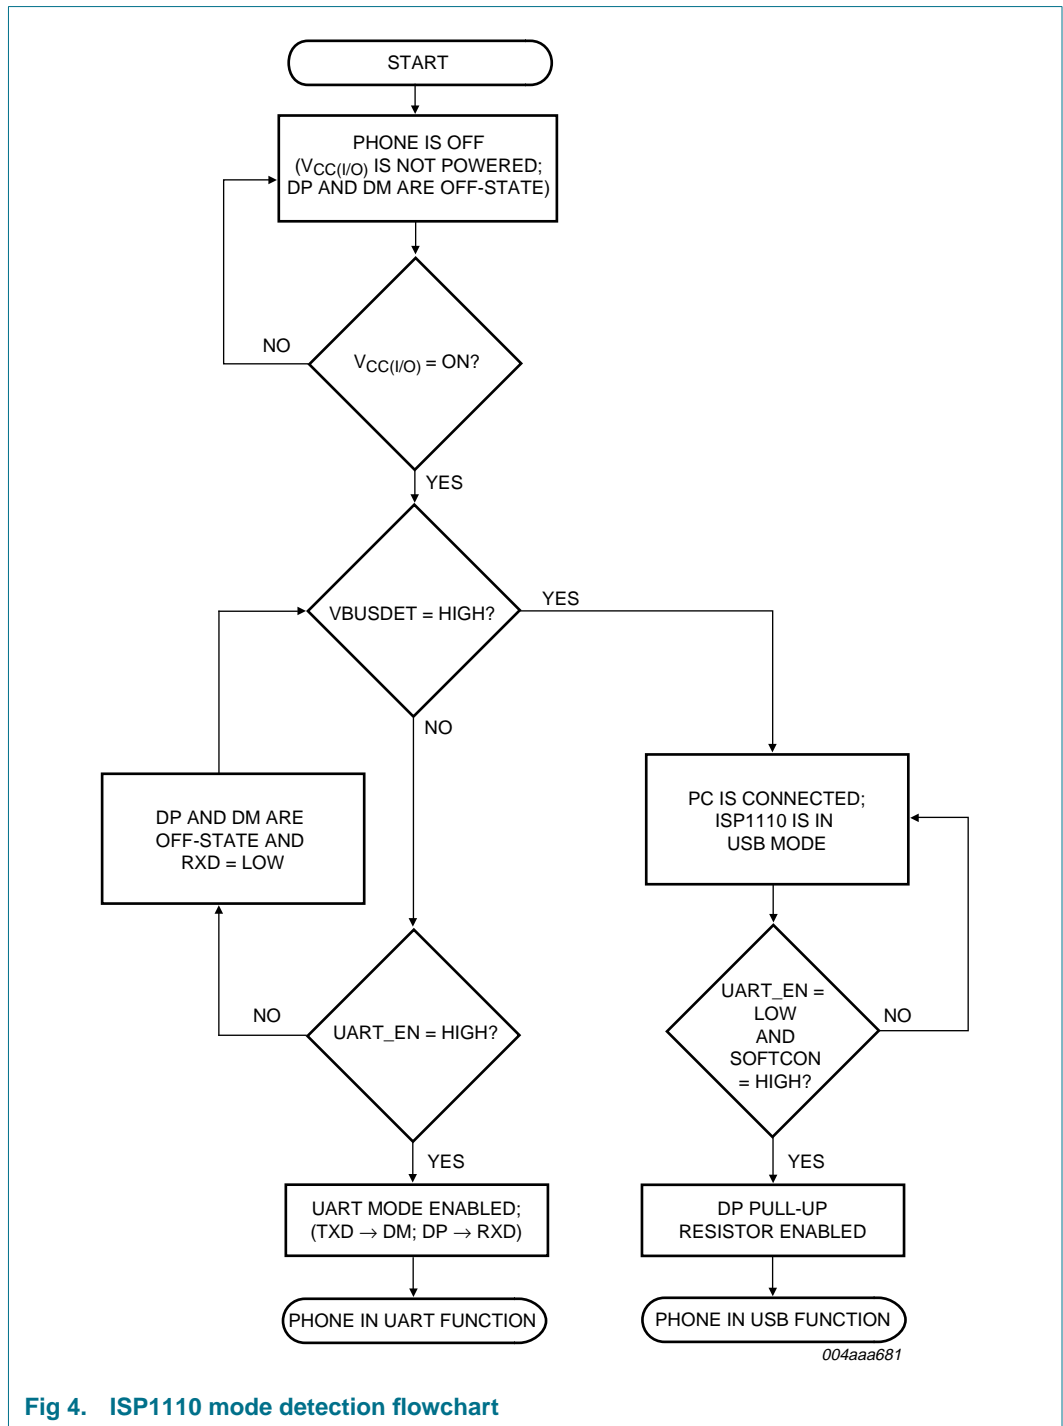 START
PHONE IS OFF
(VCC(I/O) IS NOT POWERED;
DP AND DM ARE OFF-STATE)
NO
VCC(I/O) = ON?
YES
VBUSDET = HIGH?
YES
NO
DP AND DM ARE
OFF-STATE AND
RXD = LOW
PC IS CONNECTED;
ISP1110 IS IN
USB MODE
NO
UART_EN = HIGH?
UART_EN =
LOW
AND
SOFTCON
= HIGH?
NO
YES
YES
UART MODE ENABLED;
(TXD → DM; DP → RXD)
DP PULL-UP
RESISTOR ENABLED
PHONE IN UART FUNCTION
PHONE IN USB FUNCTION
004aaa681
Fig 4. ISP1110 mode detection flowchart